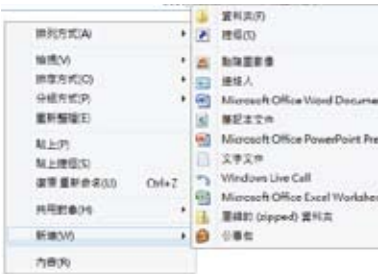 排列方式(A)
檢視(V)
排序方式(O)
分組方式(P)
重新整理(E)
貼上(P)
貼上捷徑(S)
復原 重新命名(U) Ctrl+Z
共用對象(H)
新增(W)
內容(R)
資料夾(F)
捷徑(S)
點陣圖影像
連絡人
Microsoft Office Word Docume
筆記本文件
Microsoft Office PowerPoint Pre
文字文件
Windows Live Call
Microsoft Office Excel Workshe
壓縮的 (zipped) 資料夾
公事包